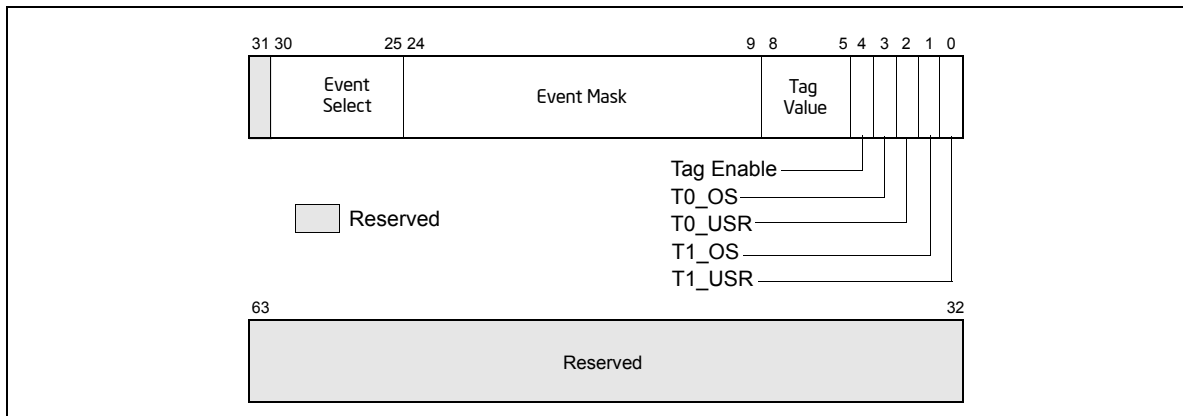 31 30 25 24 9 8 5 4 3 2 1 0
Event
Select
Event Mask
Tag
Value
Tag Enable
T0_OS
T0_USR
T1_OS
T1_USR
Reserved
63 32
Reserved